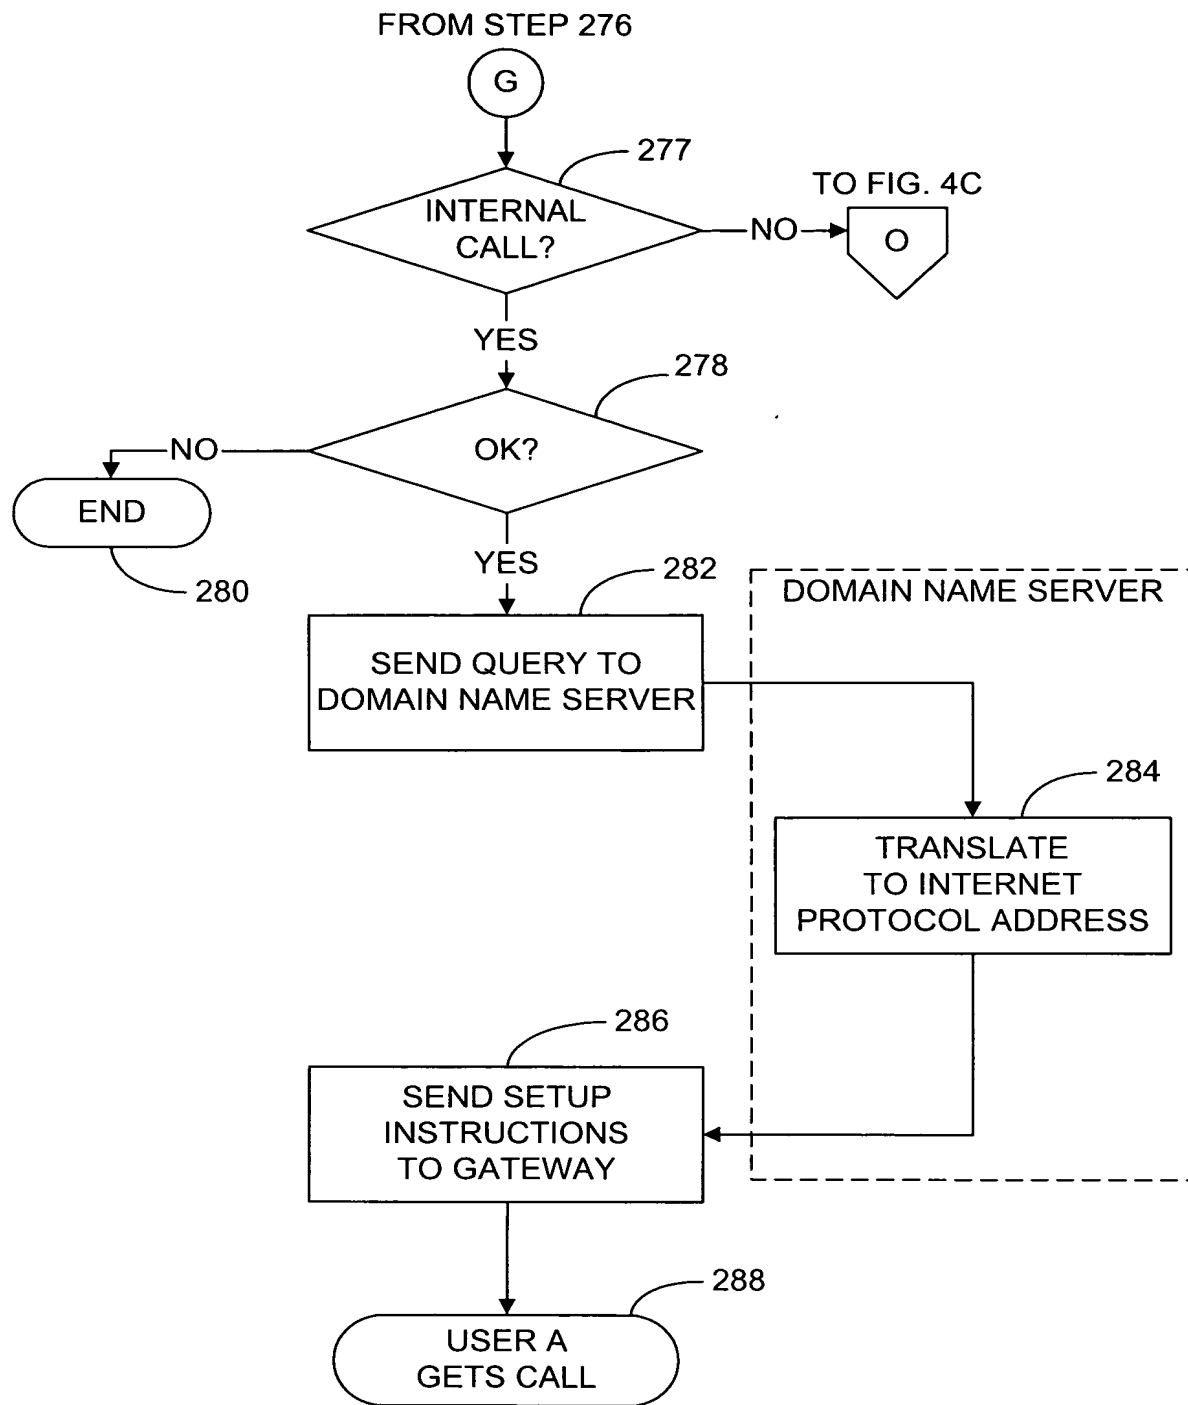 FROM STEP 276
G
277
TO FIG. 4C
INTERNAL
CALL?
NO
O
YES
278
OK?
NO
END
280
YES
282
DOMAIN NAME SERVER
SEND QUERY TO
DOMAIN NAME SERVER
284
TRANSLATE
TO INTERNET
PROTOCOL ADDRESS
286
SEND SETUP
INSTRUCTIONS
TO GATEWAY
288
USER A
GETS CALL